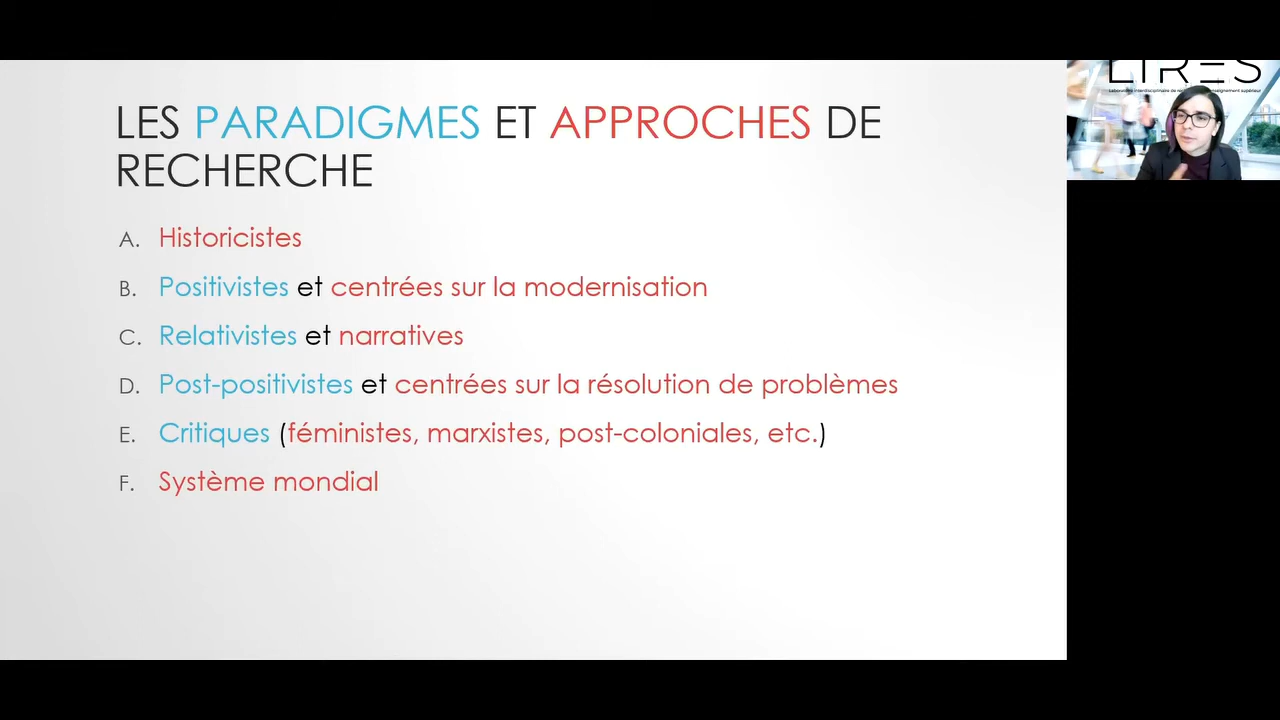 LES PARADIGMES ET APPROCHES DE
RECHERCHE
A. Historicistes
B. Positivistes et centrées sur la modernisation
C. Relativistes et narratives
D. Post-positivistes et centrées sur la résolution de problèmes
E. Critiques (féministes, marxistes, post-coloniales, etc.)
F. Système mondial
LIRES